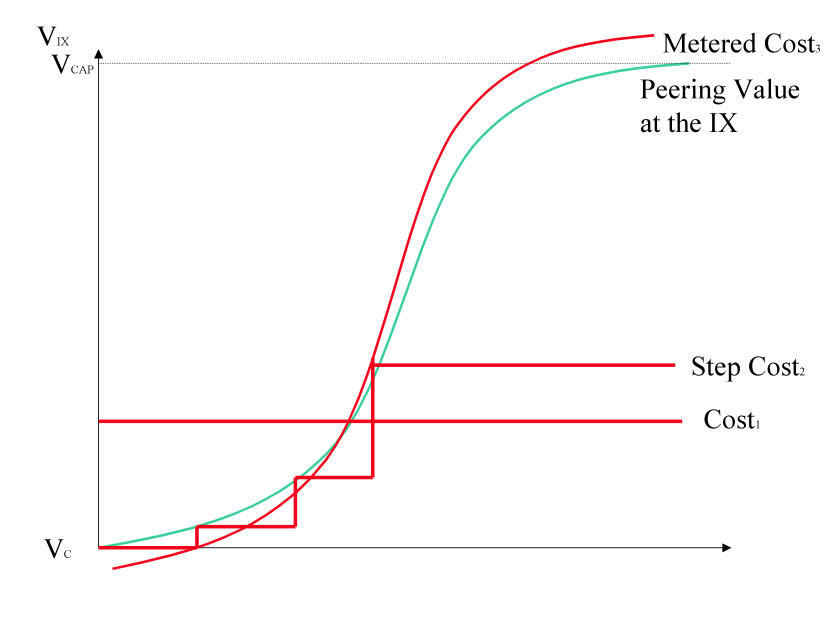 VIX
VCAP
Metered Cost3
Peering Value
at the IX
Step Cost2
Cost1
VC